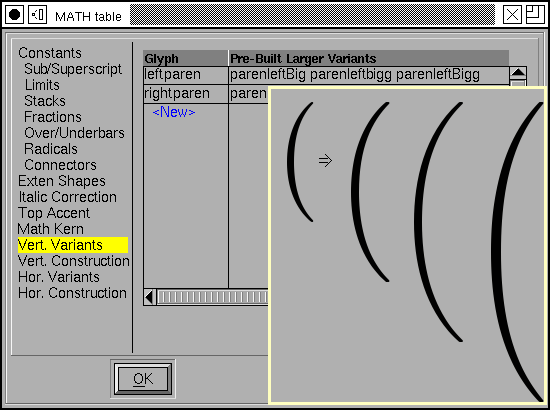 MATH table
Constants
Sub/Superscript
Limits
Stacks
Fractions
Over/Underbars
Radicals
Connectors
Exten Shapes
Italic Correction
Top Accent
Math Kern
Vert. Variants
Vert. Construction
Hor. Variants
Hor. Construction
Glyph Pre-Built Larger Variants
leftparen parenleftBig parenleftbigg parenleftBigg
rightparen paren
<New>
( ⇒ ( ( (
OK